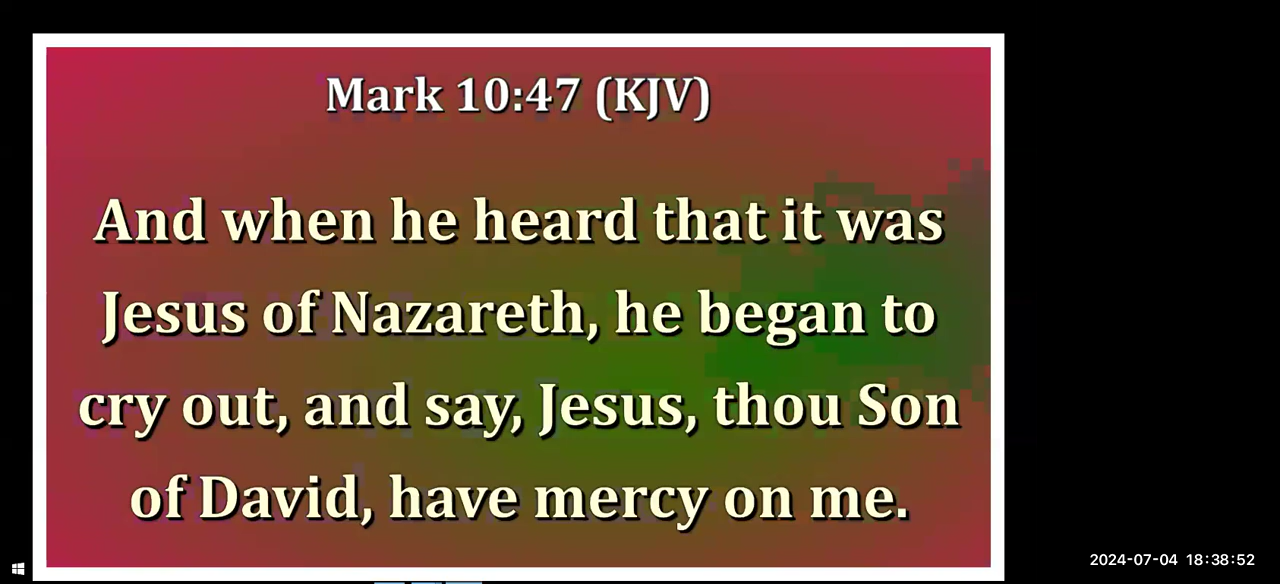 Mark 10:47 (KJV)
And when he heard that it was
Jesus of Nazareth, he began to
cry out, and say, Jesus, thou Son
of David, have mercy on me.
2024-07-04 18:38:52